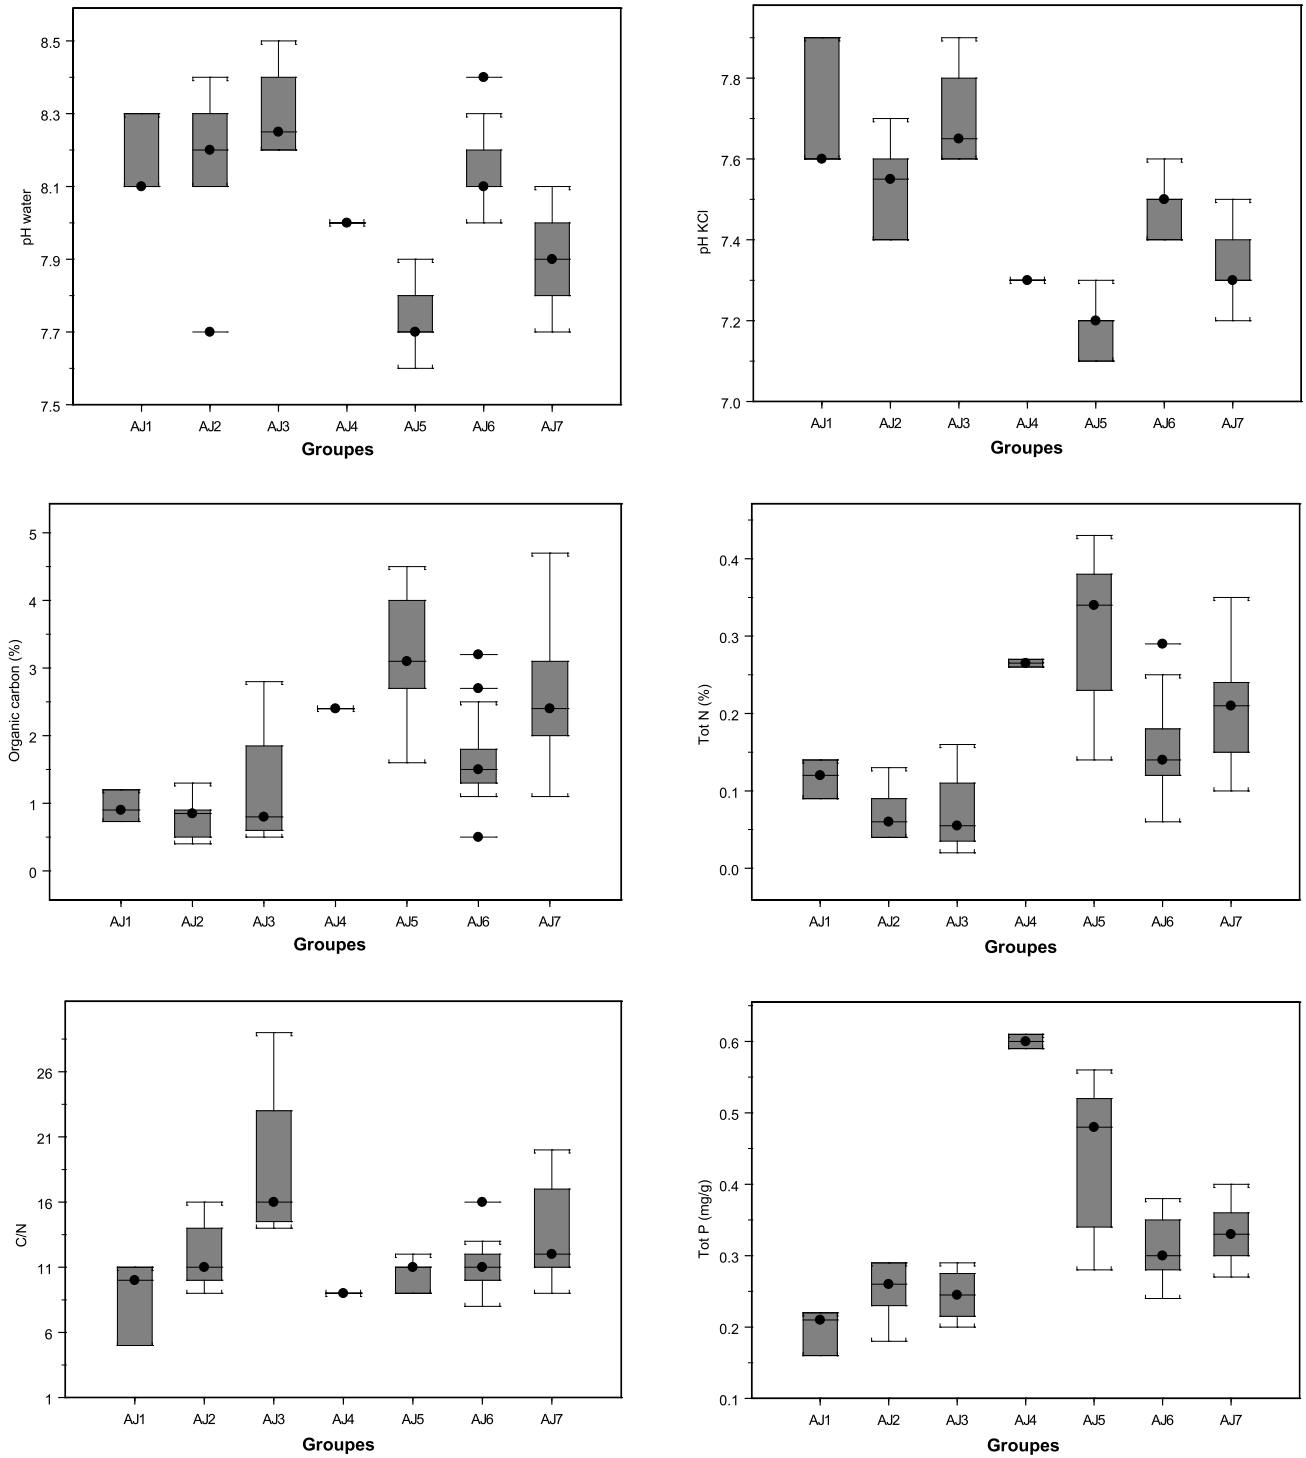 pH water
8.5
8.3
8.1
7.9
7.7
7.5
AJ1 AJ2 AJ3 AJ4 AJ5 AJ6 AJ7
Groupes
pH KCl
7.8
7.6
7.4
7.2
7.0
AJ1 AJ2 AJ3 AJ4 AJ5 AJ6 AJ7
Groupes
Organic carbon (%)
5
4
3
2
1
0
AJ1 AJ2 AJ3 AJ4 AJ5 AJ6 AJ7
Groupes
Tot N (%)
0.4
0.3
0.2
0.1
0.0
AJ1 AJ2 AJ3 AJ4 AJ5 AJ6 AJ7
Groupes
C/N
26
21
16
11
6
1
AJ1 AJ2 AJ3 AJ4 AJ5 AJ6 AJ7
Groupes
Tot P (mg/g)
0.6
0.5
0.4
0.3
0.2
0.1
AJ1 AJ2 AJ3 AJ4 AJ5 AJ6 AJ7
Groupes